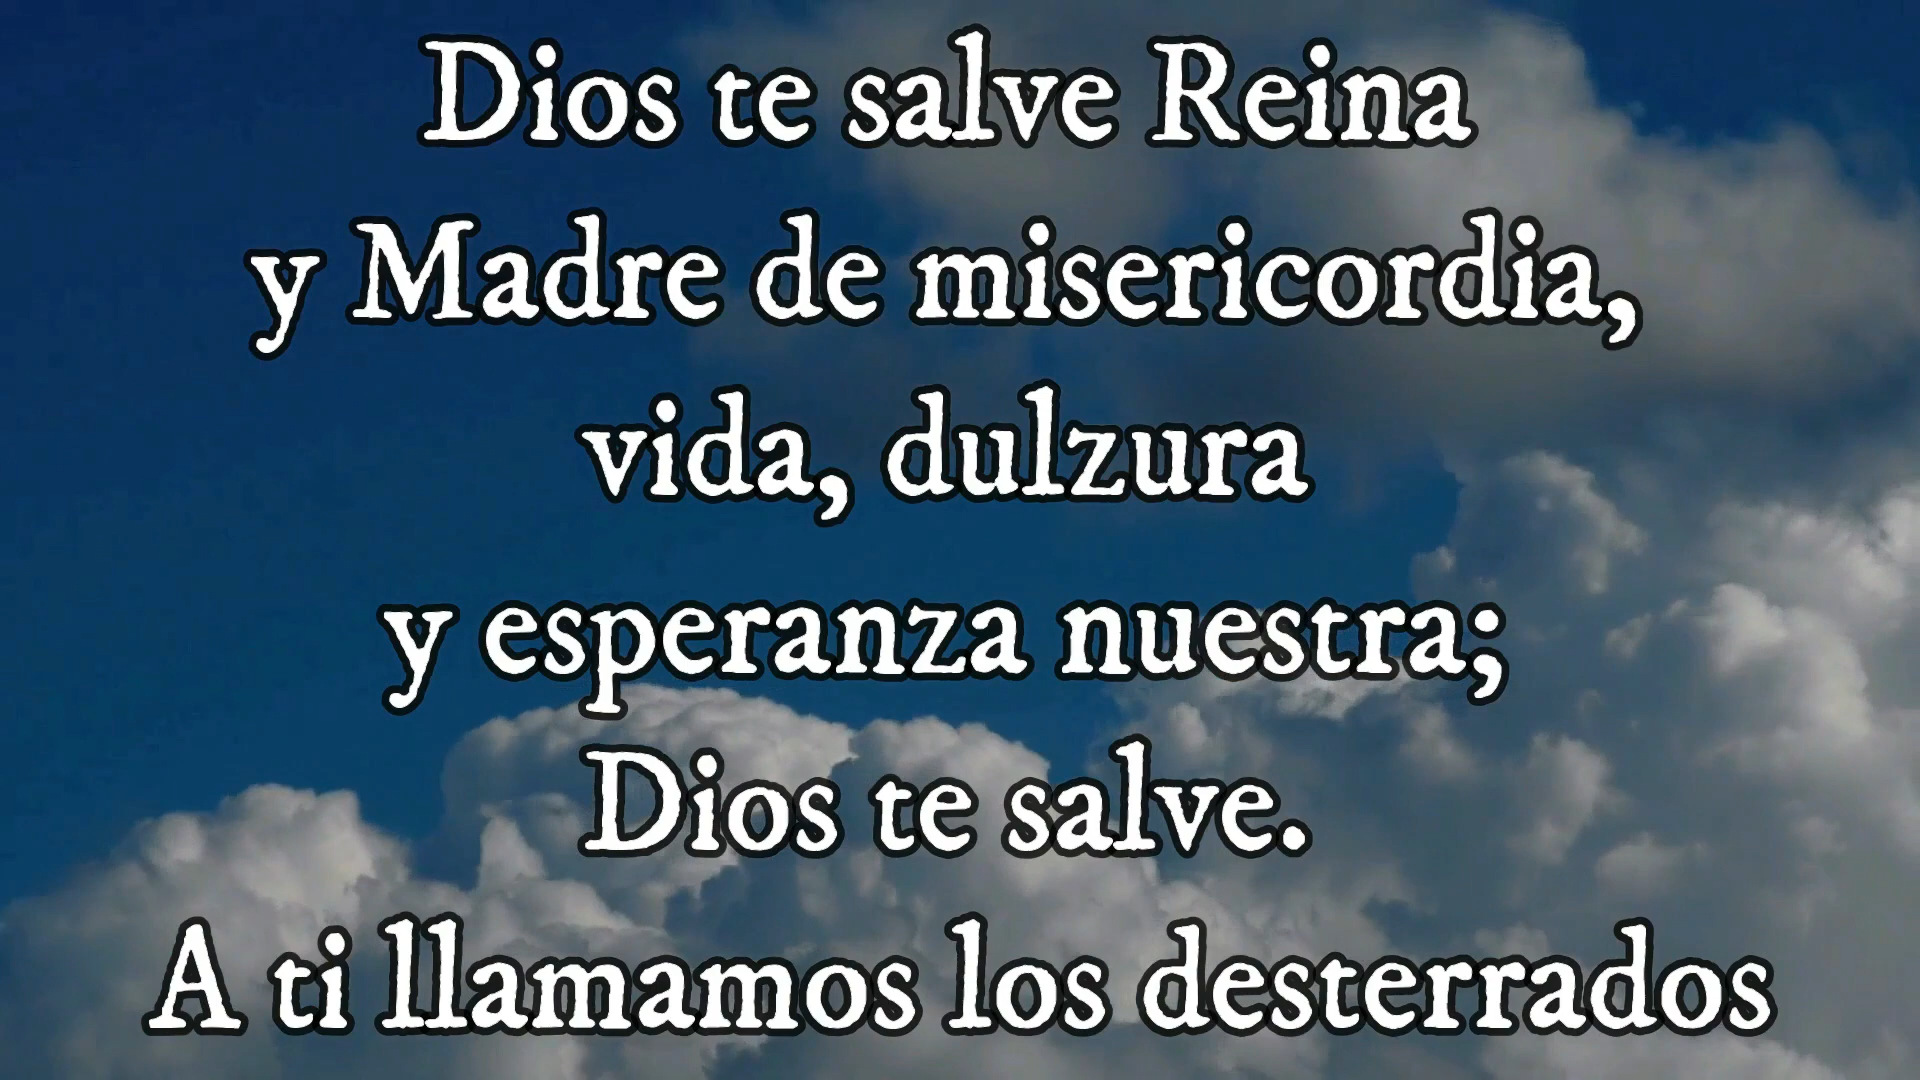 Dios te salve Reina
y Madre de misericordia,
vida, dulzura
y esperanza nuestra;
Dios te salve.
A ti llamamos los desterrados